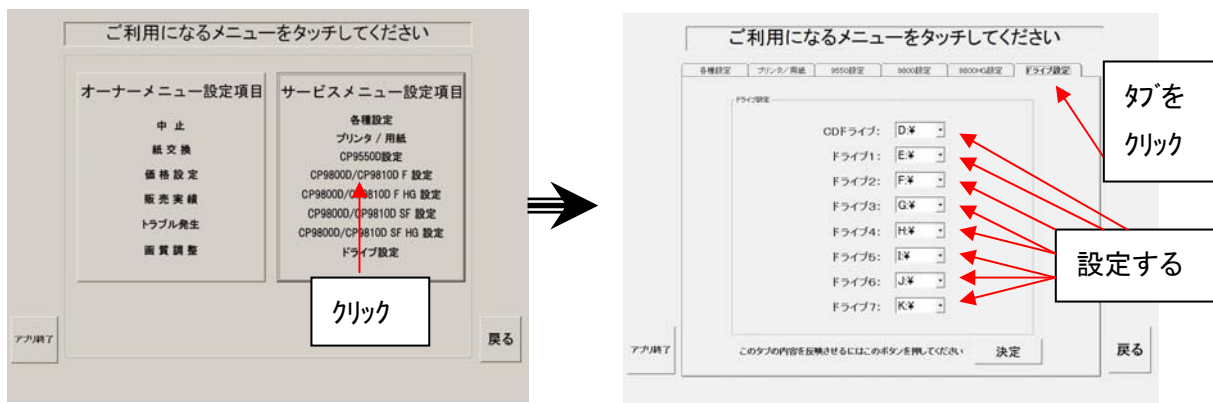 ご利用になるメニューをタッチしてください
オーナーメニュー設定項目
中 止
紙 交 換
価 格 設 定
販 売 実 績
トラブル発生
画 質 調 整
サービスメニュー設定項目
各種設定
プリンタ / 用紙
CP9550D設定
CP9800D/CP9810D F 設定
CP9800D/CP9810D F HG 設定
CP9800D/CP9810D SF 設定
CP9800D/CP9810D SF HG 設定
ドライブ設定
クリック
アプリ終了
戻る
ご利用になるメニューをタッチしてください
各種設定 プリンタ/用紙 9550設定 9800設定 9800HG設定 ドライブ設定
タブを
クリック
ドライブ設定
CDドライブ: D:¥
ドライブ1: E:¥
ドライブ2: F:¥
ドライブ3: G:¥
ドライブ4: H:¥
ドライブ5: I:¥
ドライブ6: J:¥
ドライブ7: K:¥
設定する
このタブの内容を反映させるにはこのボタンを押してください 決定
アプリ終了
戻る